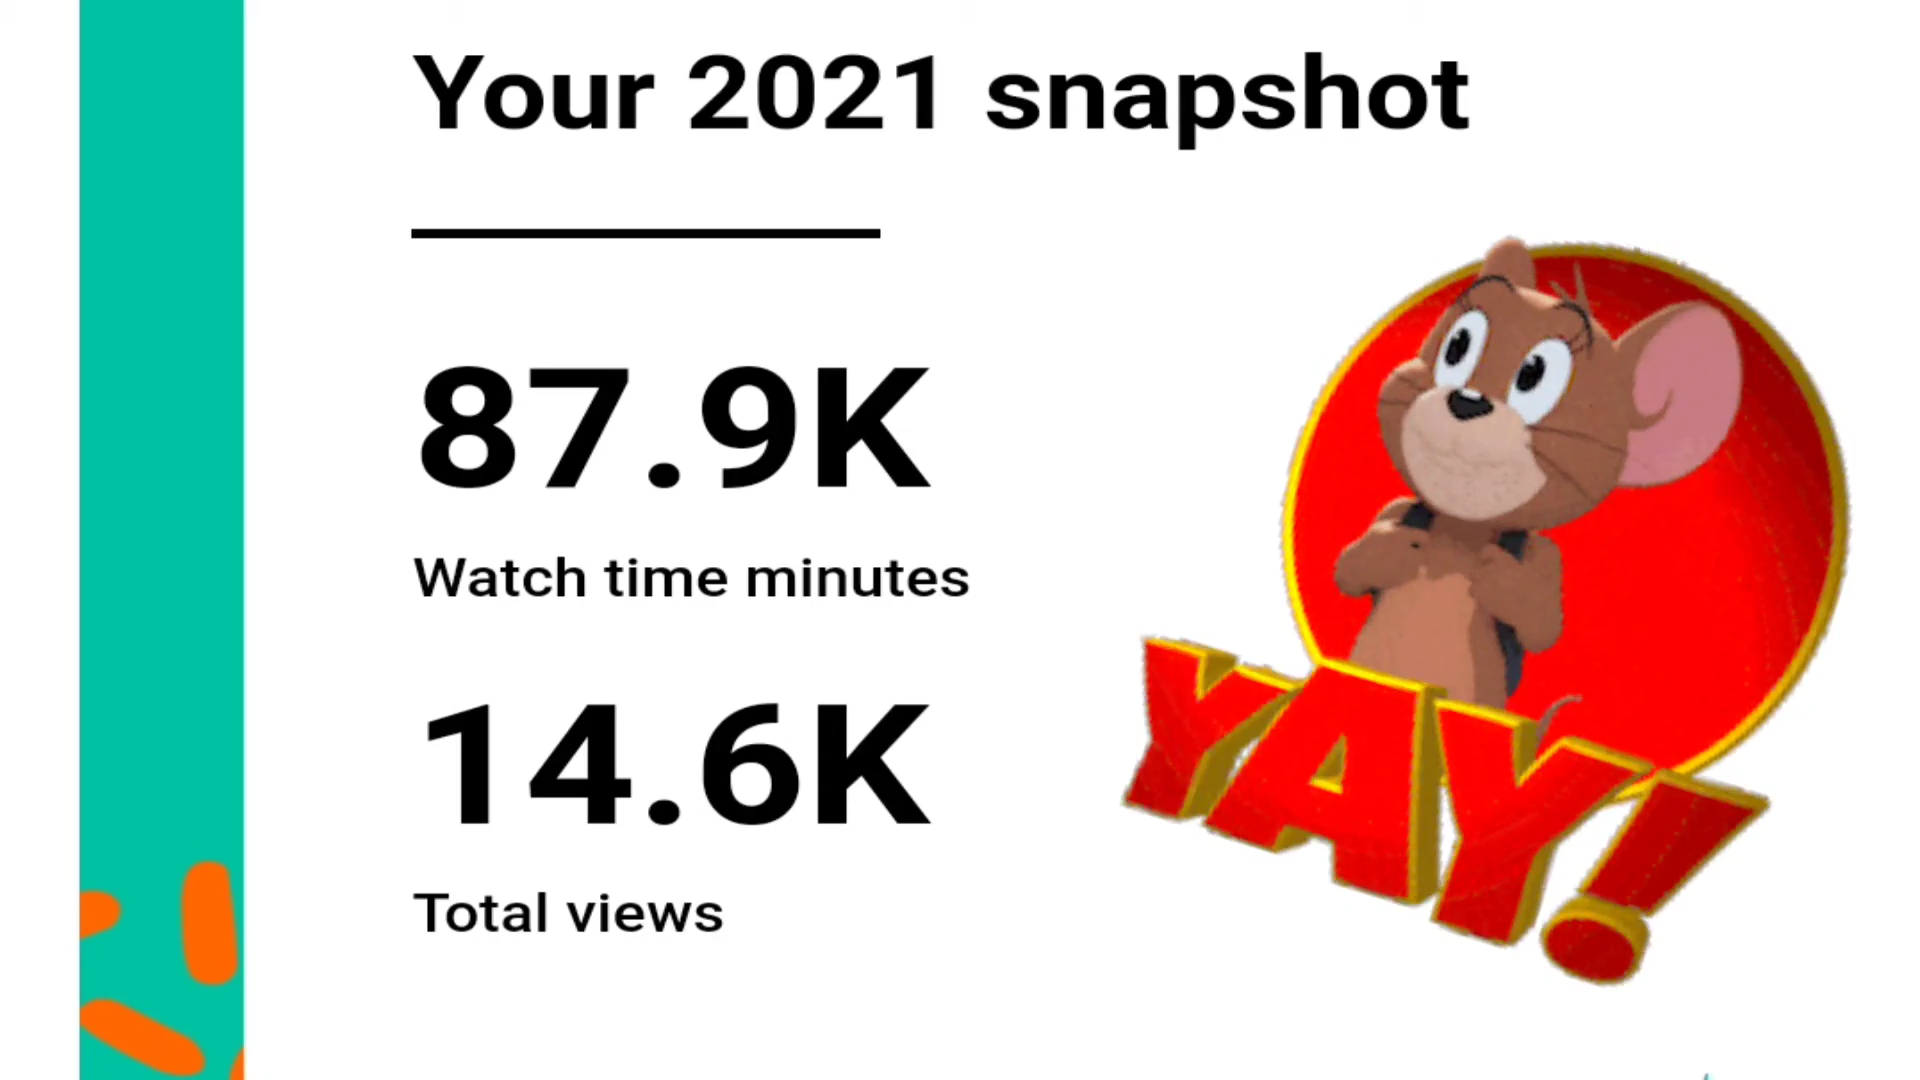 Your 2021 snapshot
87.9K
Watch time minutes
14.6K
Total views
YAY!